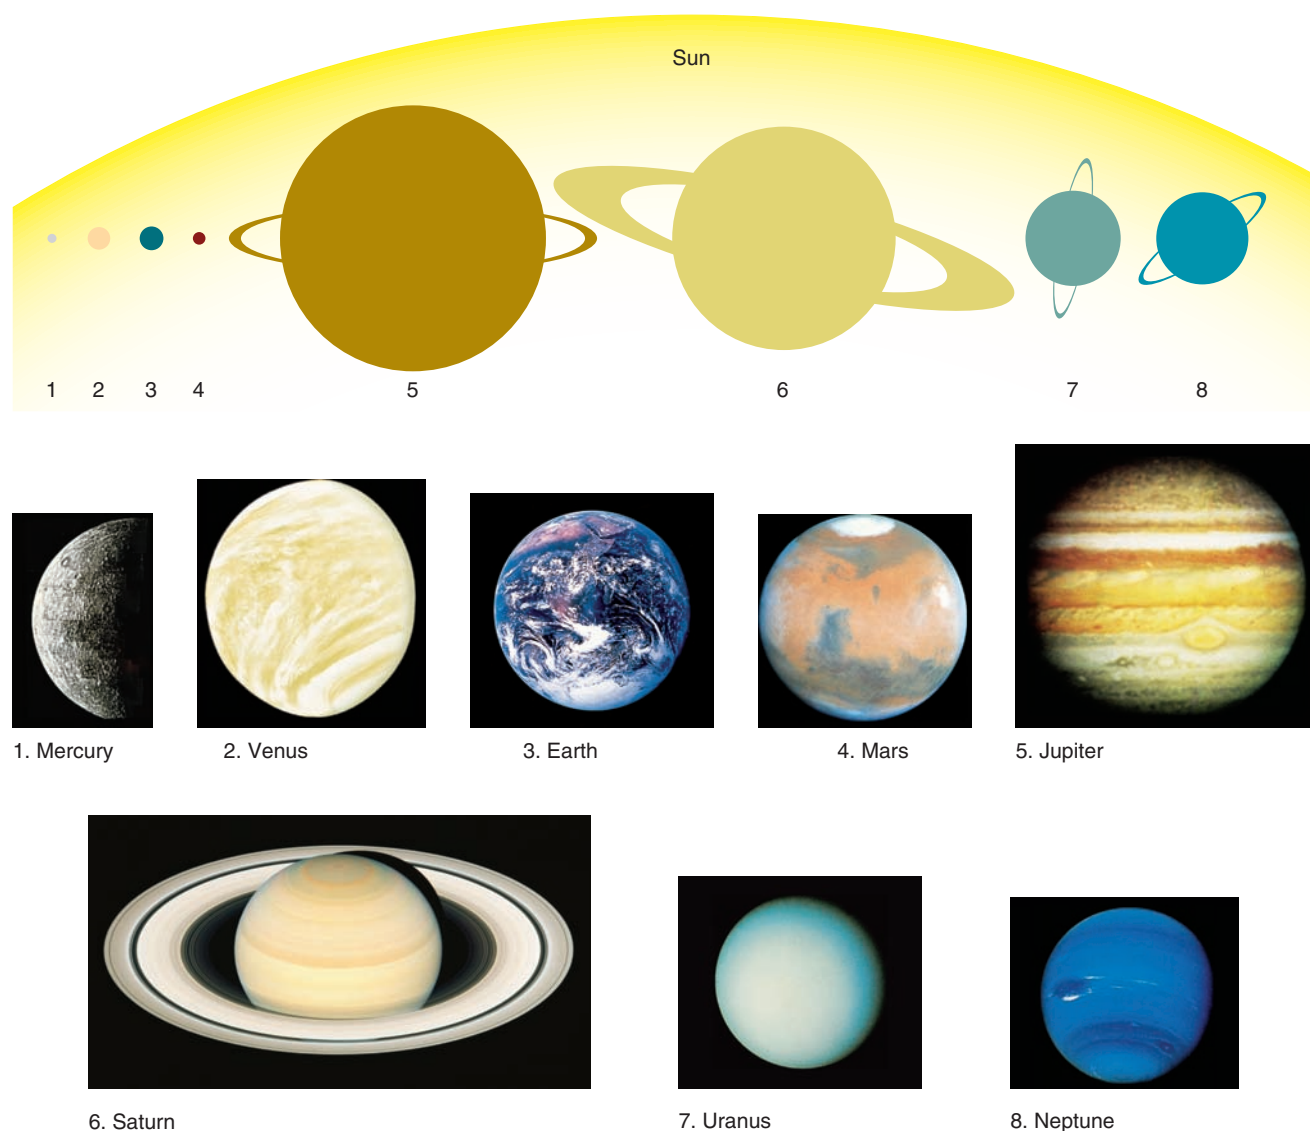 Sun
1 2 3 4 5 6 7 8
1. Mercury
2. Venus
3. Earth
4. Mars
5. Jupiter
6. Saturn
7. Uranus
8. Neptune